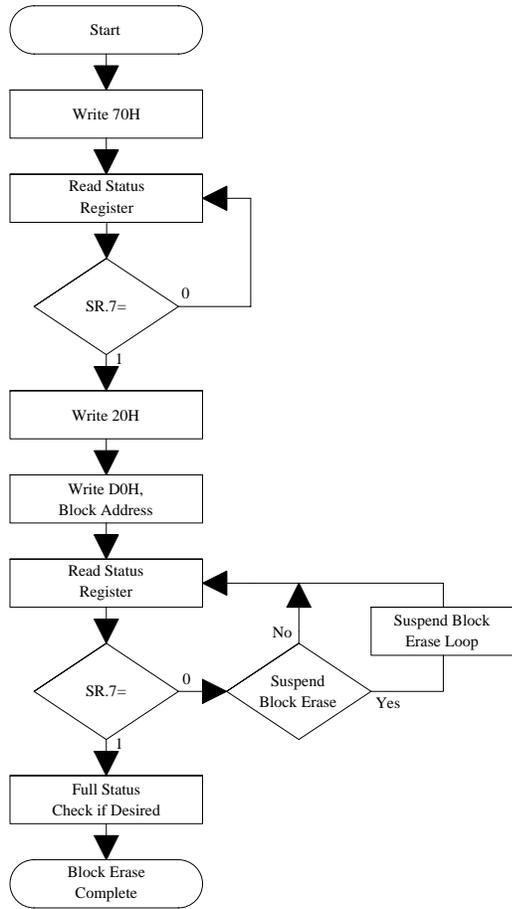 Start
Write 70H
Read Status
Register
SR.7=
0
1
Write 20H
Write D0H,
Block Address
Read Status
Register
SR.7=
0
1
No
Suspend
Block Erase
Yes
Suspend Block
Erase Loop
Full Status
Check if Desired
Block Erase
Complete